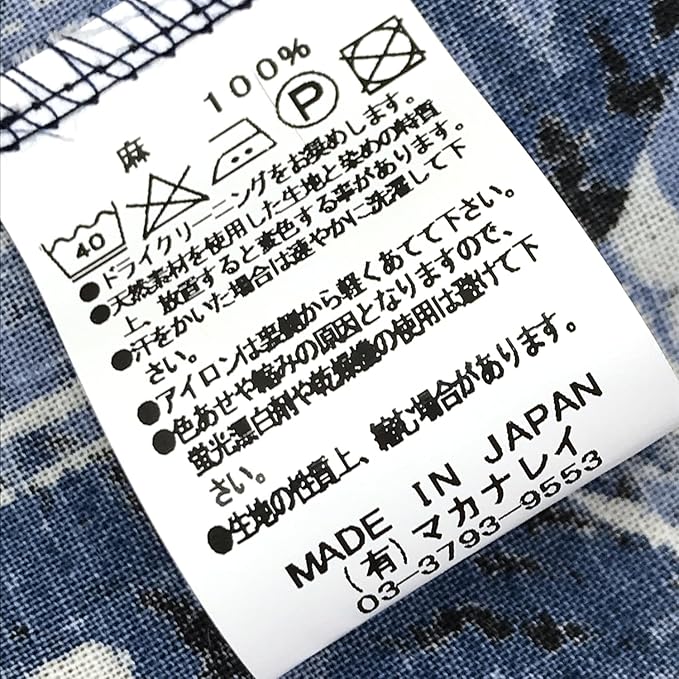 麻 100%
40 P
●ドライクリーニングをお奨めします。
●天然素材を使用した生地と染めの特質
上、放置すると変色する事があります。
●汗をかいた場合は速やかに洗濯して下
さい。
●アイロンは裏側から軽くあてて下さい。
●色あせや縮みの原因となりますので、
蛍光漂白剤や乾燥機の使用は避けて下
さい。
●生地の性質上、縮む場合があります。
MADE IN JAPAN
(有)マカナレイ
03-3793-9553